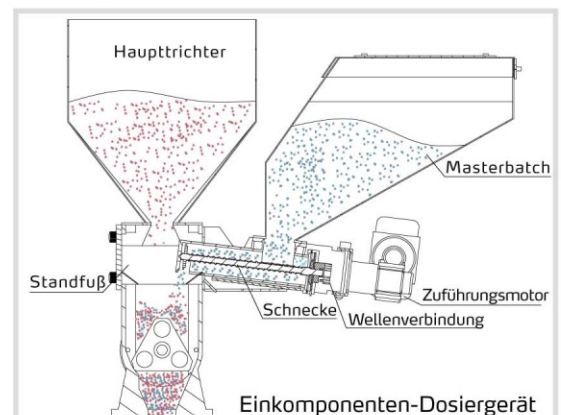 Haupttrichter
Masterbatch
Standfuß
Schnecke
Zuführungsmotor
Wellenverbindung
Einkomponenten-Dosiergerät